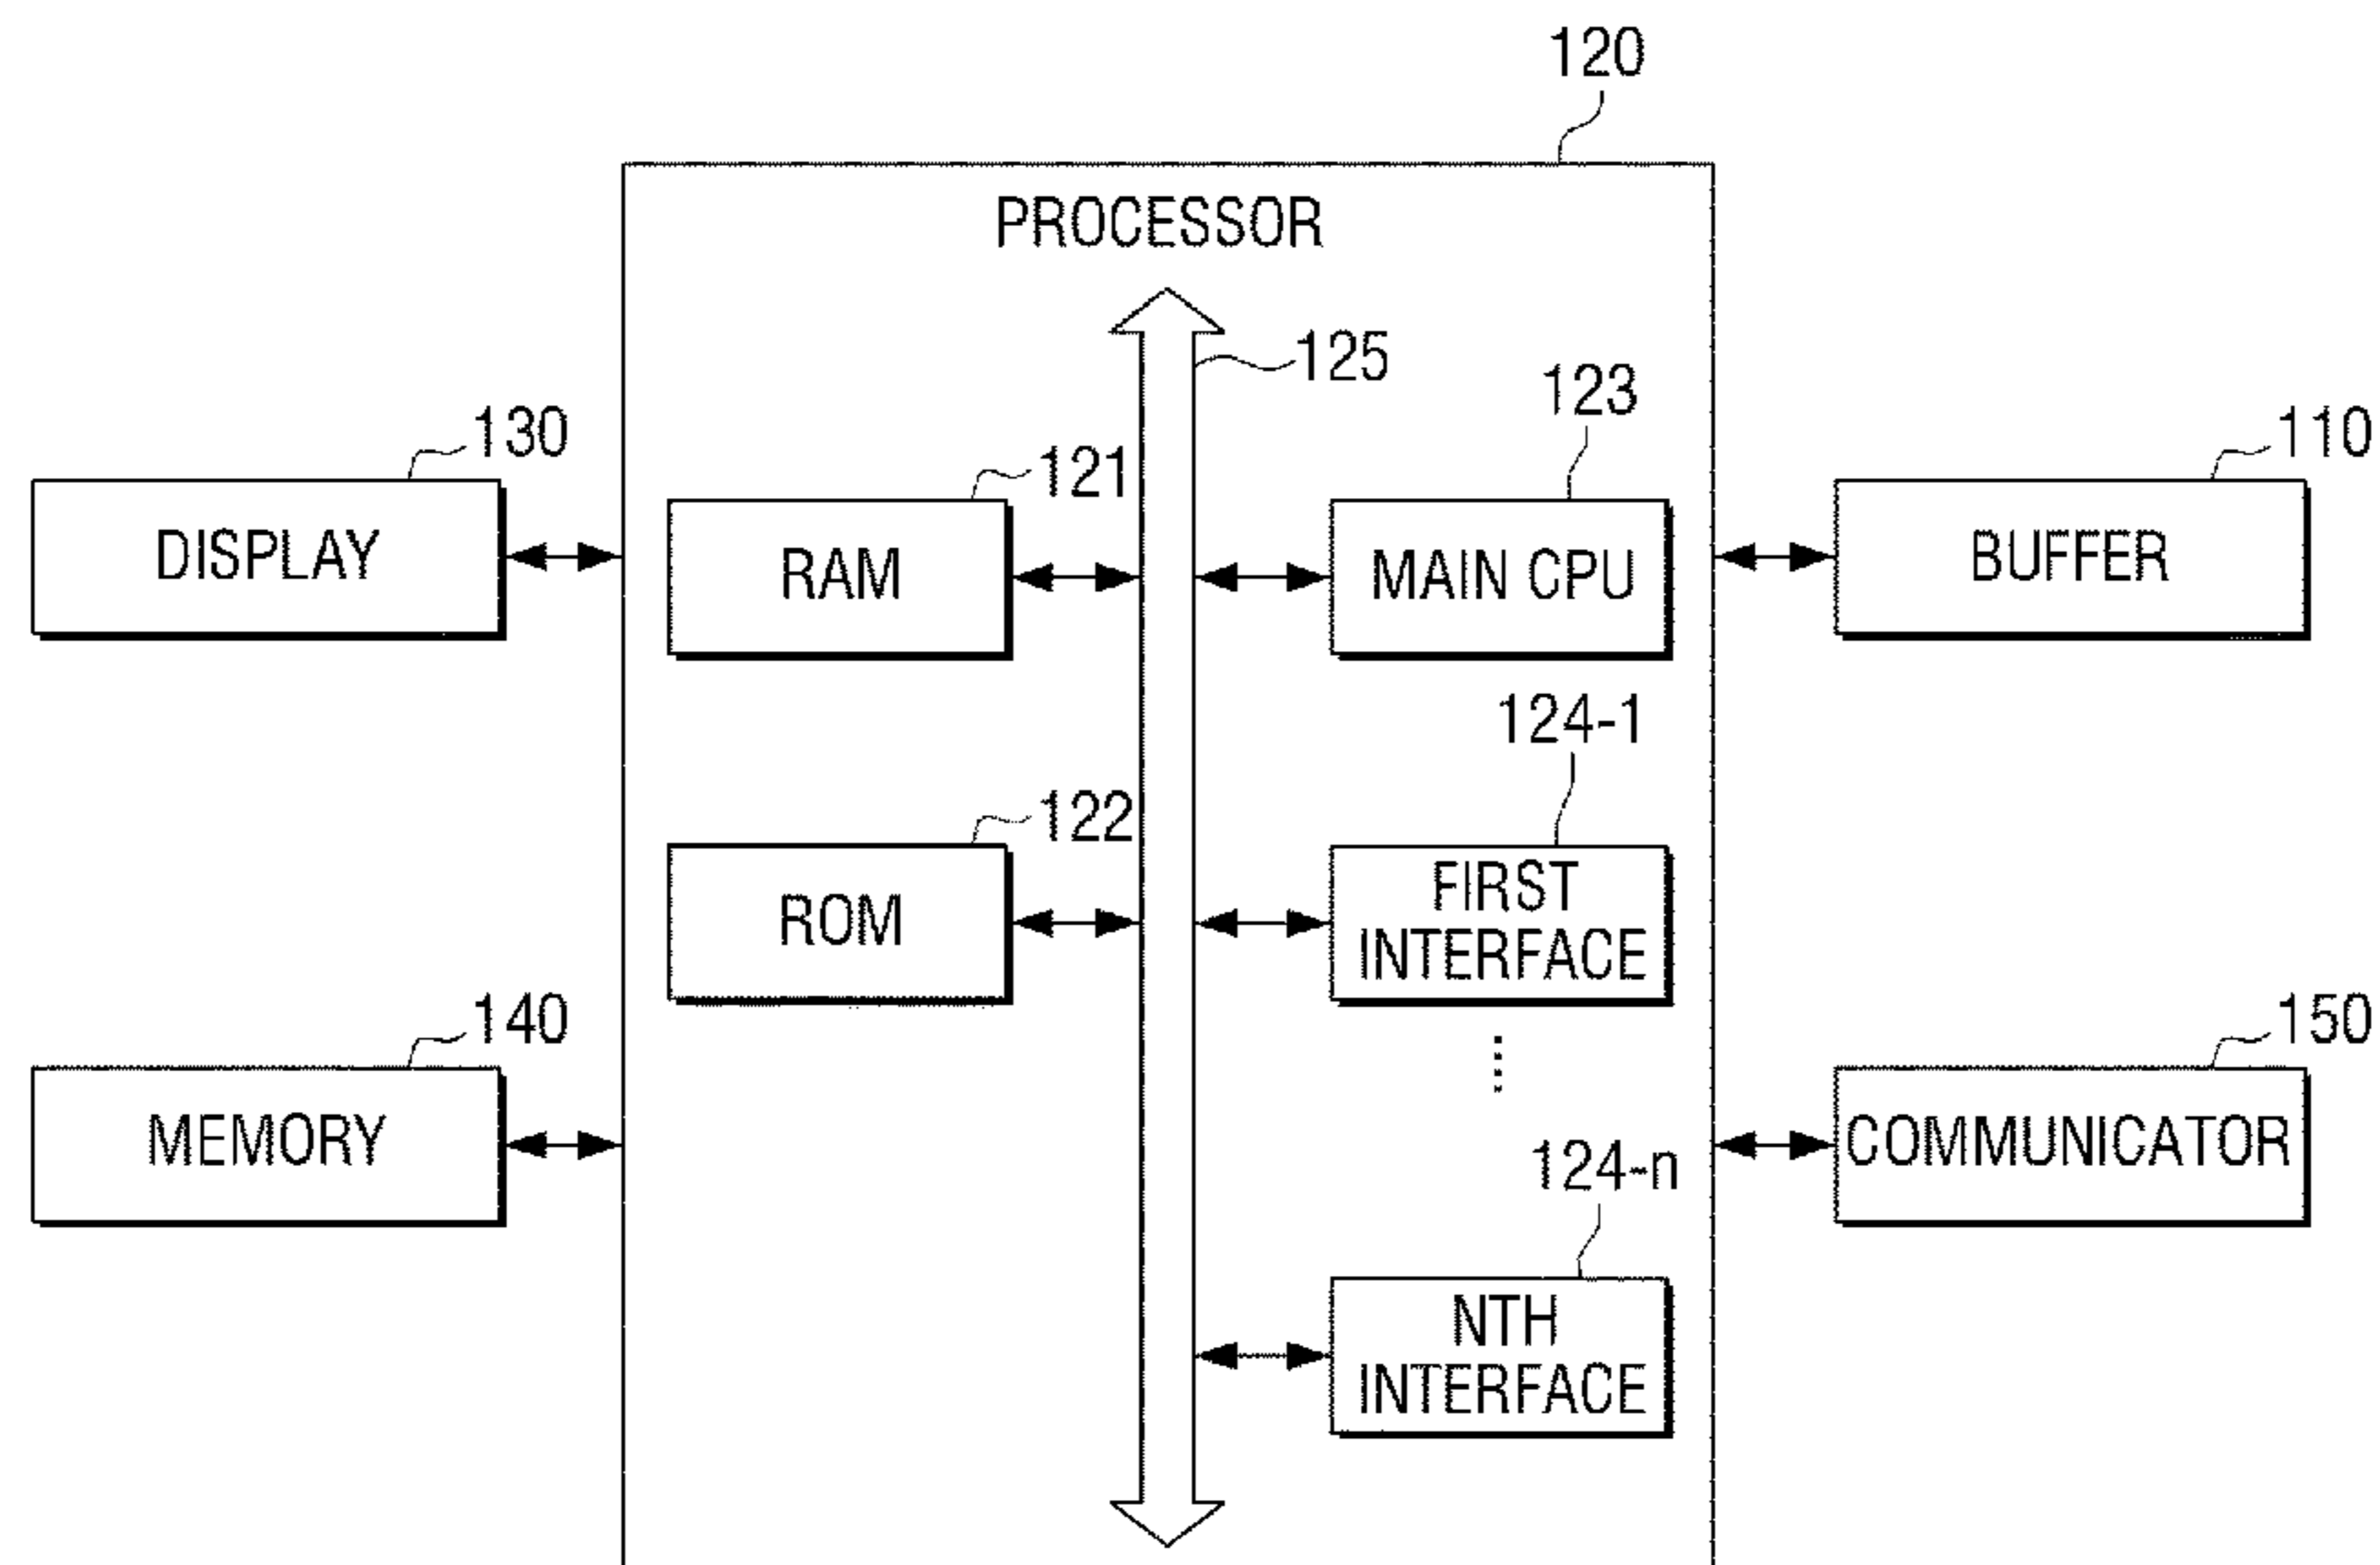 120
PROCESSOR
125
123
130
121
110
DISPLAY
RAM
MAIN CPU
BUFFER
124-1
122
FIRST
INTERFACE
ROM
140
150
MEMORY
COMMUNICATOR
124-n
NTH
INTERFACE